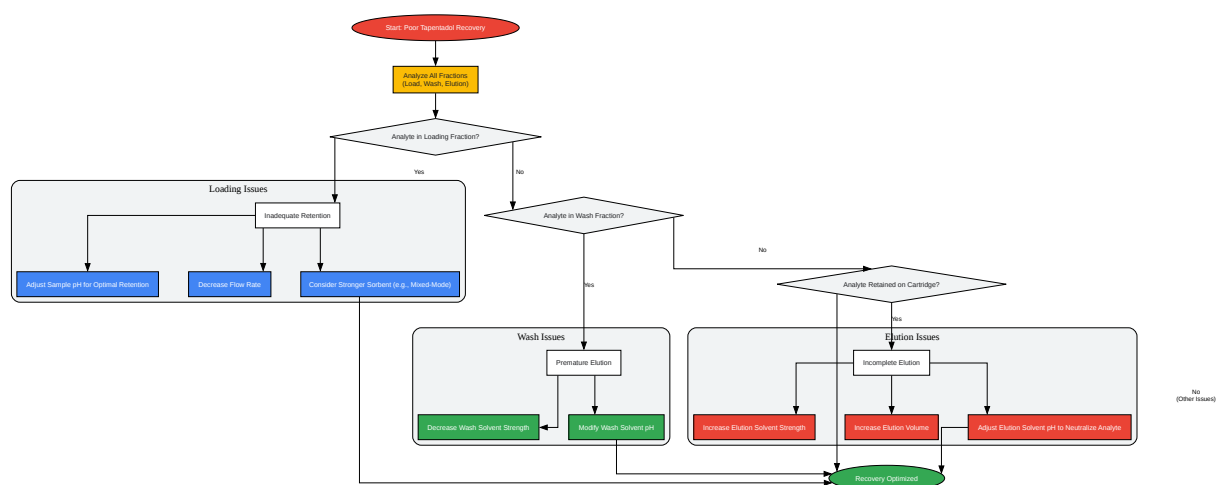 Start: Poor Tapentadol Recovery
Analyze All Fractions
(Load, Wash, Elution)
Analyte in Loading Fraction?
Yes
No
Loading Issues
Inadequate Retention
Adjust Sample pH for Optimal Retention
Decrease Flow Rate
Consider Stronger Sorbent (e.g., Mixed-Mode)
Analyte in Wash Fraction?
No
Yes
Analyte Retained on Cartridge?
Yes
Wash Issues
Premature Elution
Decrease Wash Solvent Strength
Modify Wash Solvent pH
Elution Issues
Incomplete Elution
Increase Elution Solvent Strength
Increase Elution Volume
Adjust Elution Solvent pH to Neutralize Analyte
No
(Other Issues)
Recovery Optimized